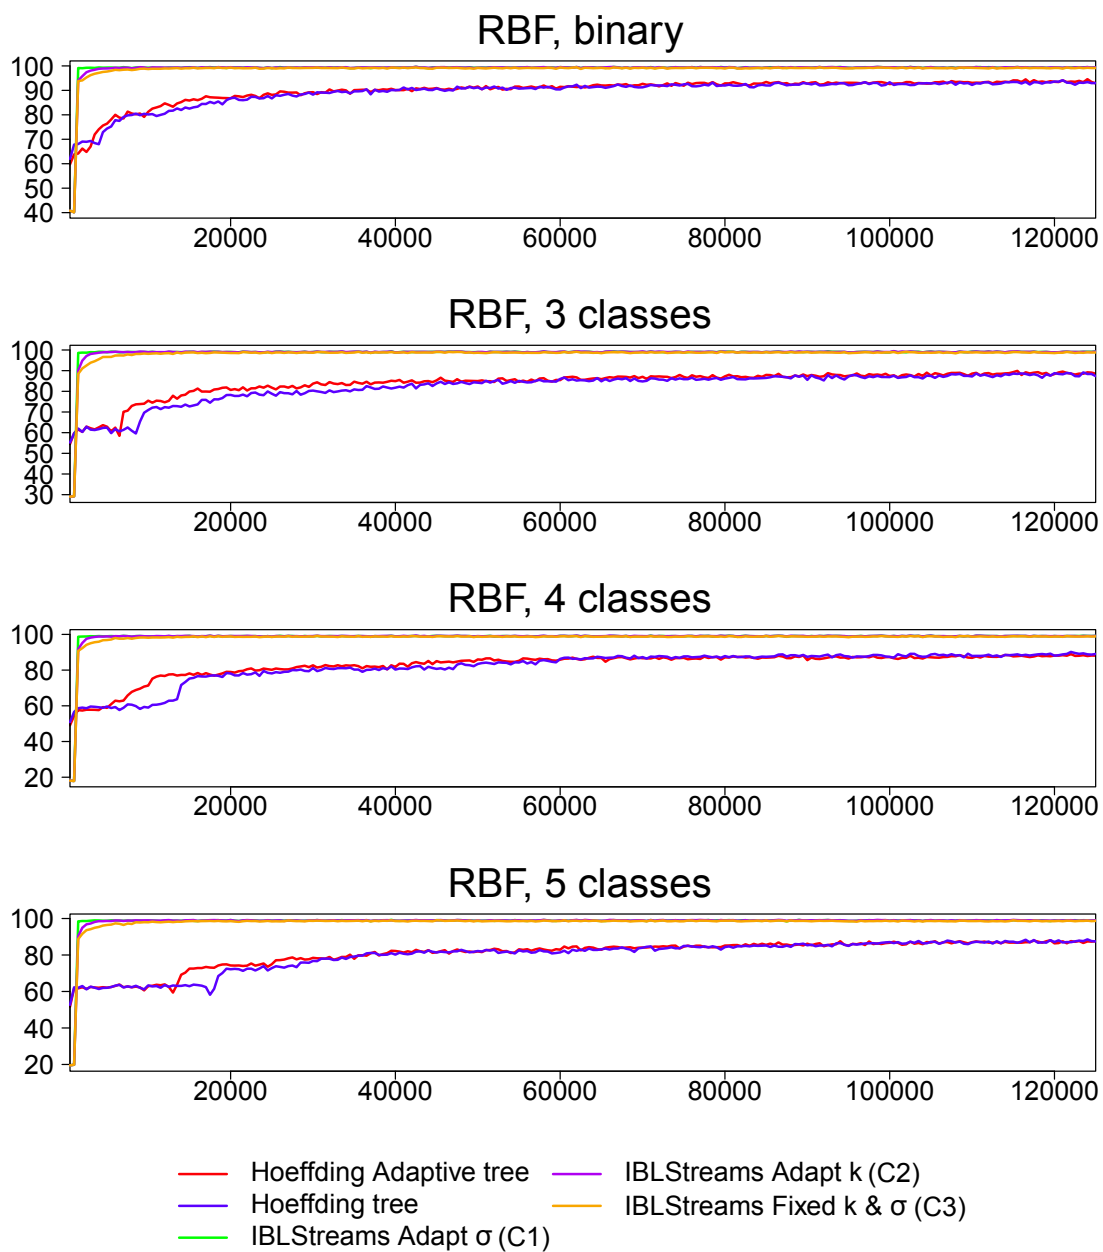 RBF, binary
100
90
80
70
60
50
40
20000 40000 60000 80000 100000 120000
RBF, 3 classes
100
90
80
70
60
50
40
30
20000 40000 60000 80000 100000 120000
RBF, 4 classes
100
80
60
40
20
20000 40000 60000 80000 100000 120000
RBF, 5 classes
100
80
60
40
20
20000 40000 60000 80000 100000 120000
Hoeffding Adaptive tree IBLStreams Adapt k (C2)
Hoeffding tree IBLStreams Fixed k & σ (C3)
IBLStreams Adapt σ (C1)